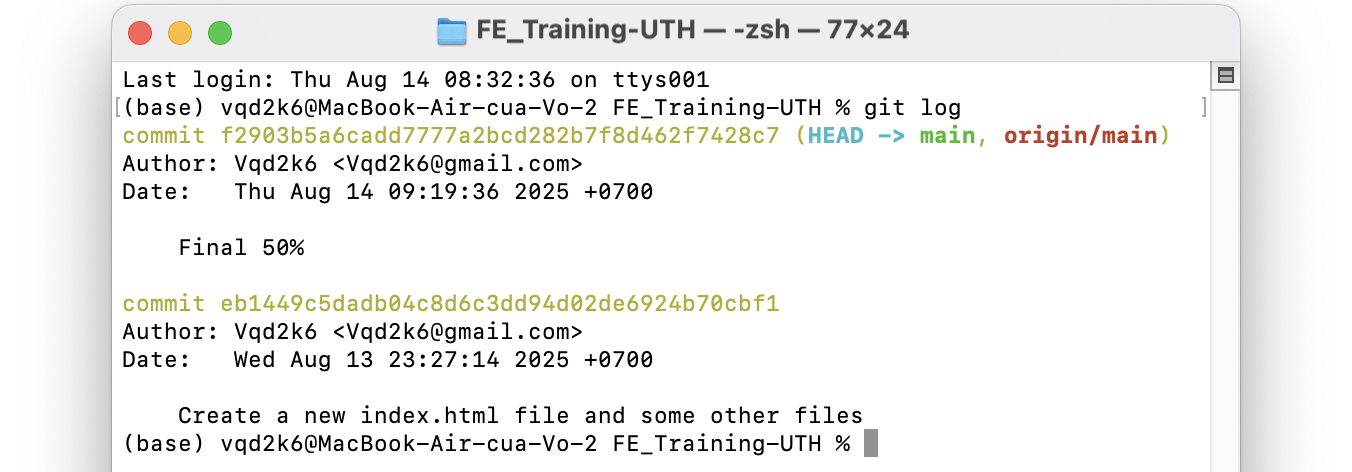 FE_Training-UTH — -zsh — 77×24
Last login: Thu Aug 14 08:32:36 on ttys001
[(base) vqd2k6@MacBook-Air-cua-Vo-2 FE_Training-UTH % git log ]
commit f2903b5a6cadd7777a2bcd282b7f8d462f7428c7 (HEAD -> main, origin/main)
Author: Vqd2k6 <Vqd2k6@gmail.com>
Date:   Thu Aug 14 09:19:36 2025 +0700

    Final 50%

commit eb1449c5dadb04c8d6c3dd94d02de6924b70cbf1
Author: Vqd2k6 <Vqd2k6@gmail.com>
Date:   Wed Aug 13 23:27:14 2025 +0700

    Create a new index.html file and some other files
(base) vqd2k6@MacBook-Air-cua-Vo-2 FE_Training-UTH %